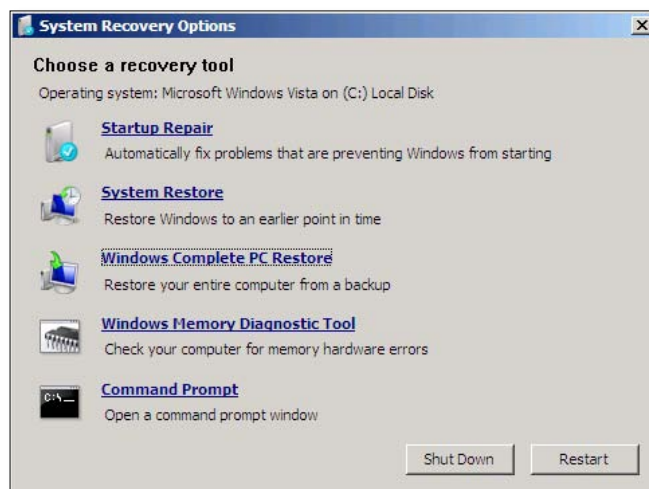 System Recovery Options
Choose a recovery tool
Operating system: Microsoft Windows Vista on (C:) Local Disk
Startup Repair
Automatically fix problems that are preventing Windows from starting
System Restore
Restore Windows to an earlier point in time
Windows Complete PC Restore
Restore your entire computer from a backup
Windows Memory Diagnostic Tool
Check your computer for memory hardware errors
C:\_
Command Prompt
Open a command prompt window
Shut Down Restart